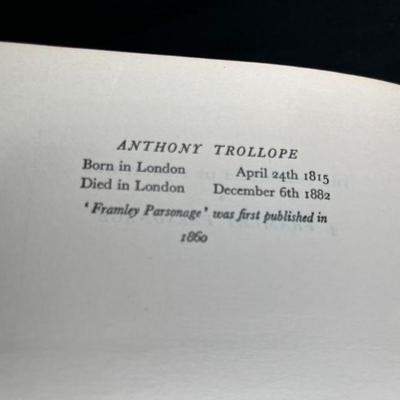 ANTHONY TROLLOPE
Born in London April 24th 1815
Died in London December 6th 1882
‘Framley Parsonage’ was first published in
1860